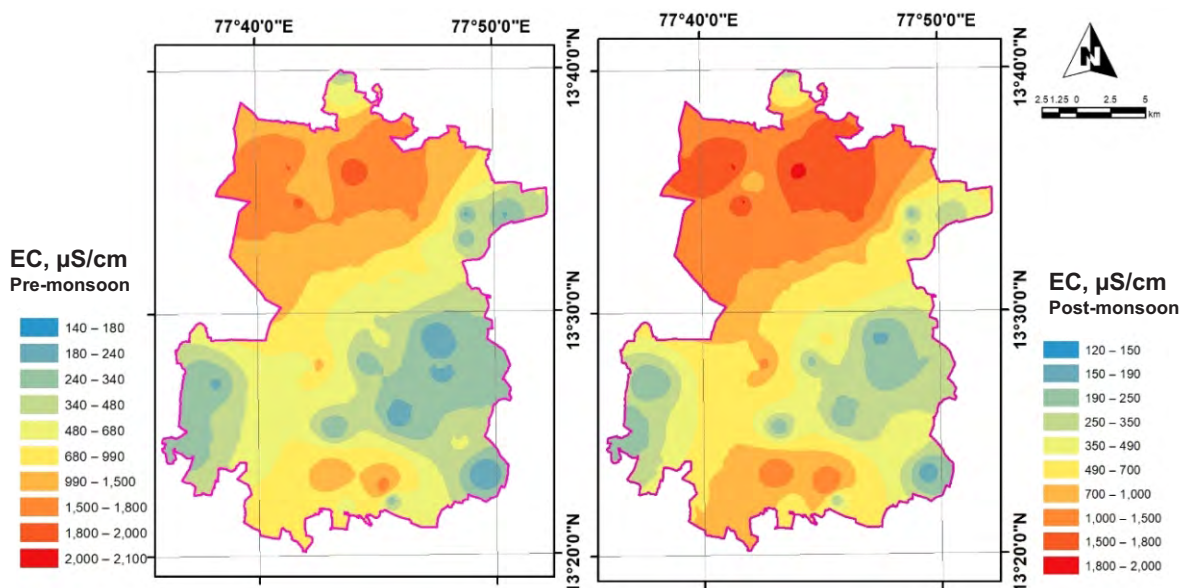 77°40'0"E 77°50'0"E
77°40'0"E 77°50'0"E
N
13°40'0"N
13°40'0"N
2.5 1.25 0 2.5 5
km
EC, µS/cm
Pre-monsoon
140 – 180
180 – 240
240 – 340
340 – 480
480 – 680
680 – 990
990 – 1,500
1,500 – 1,800
1,800 – 2,000
2,000 – 2,100
13°30'0"N
13°20'0"N
13°30'0"N
13°20'0"N
EC, µS/cm
Post-monsoon
120 – 150
150 – 190
190 – 250
250 – 350
350 – 490
490 – 700
700 – 1,000
1,000 – 1,500
1,500 – 1,800
1,800 – 2,000